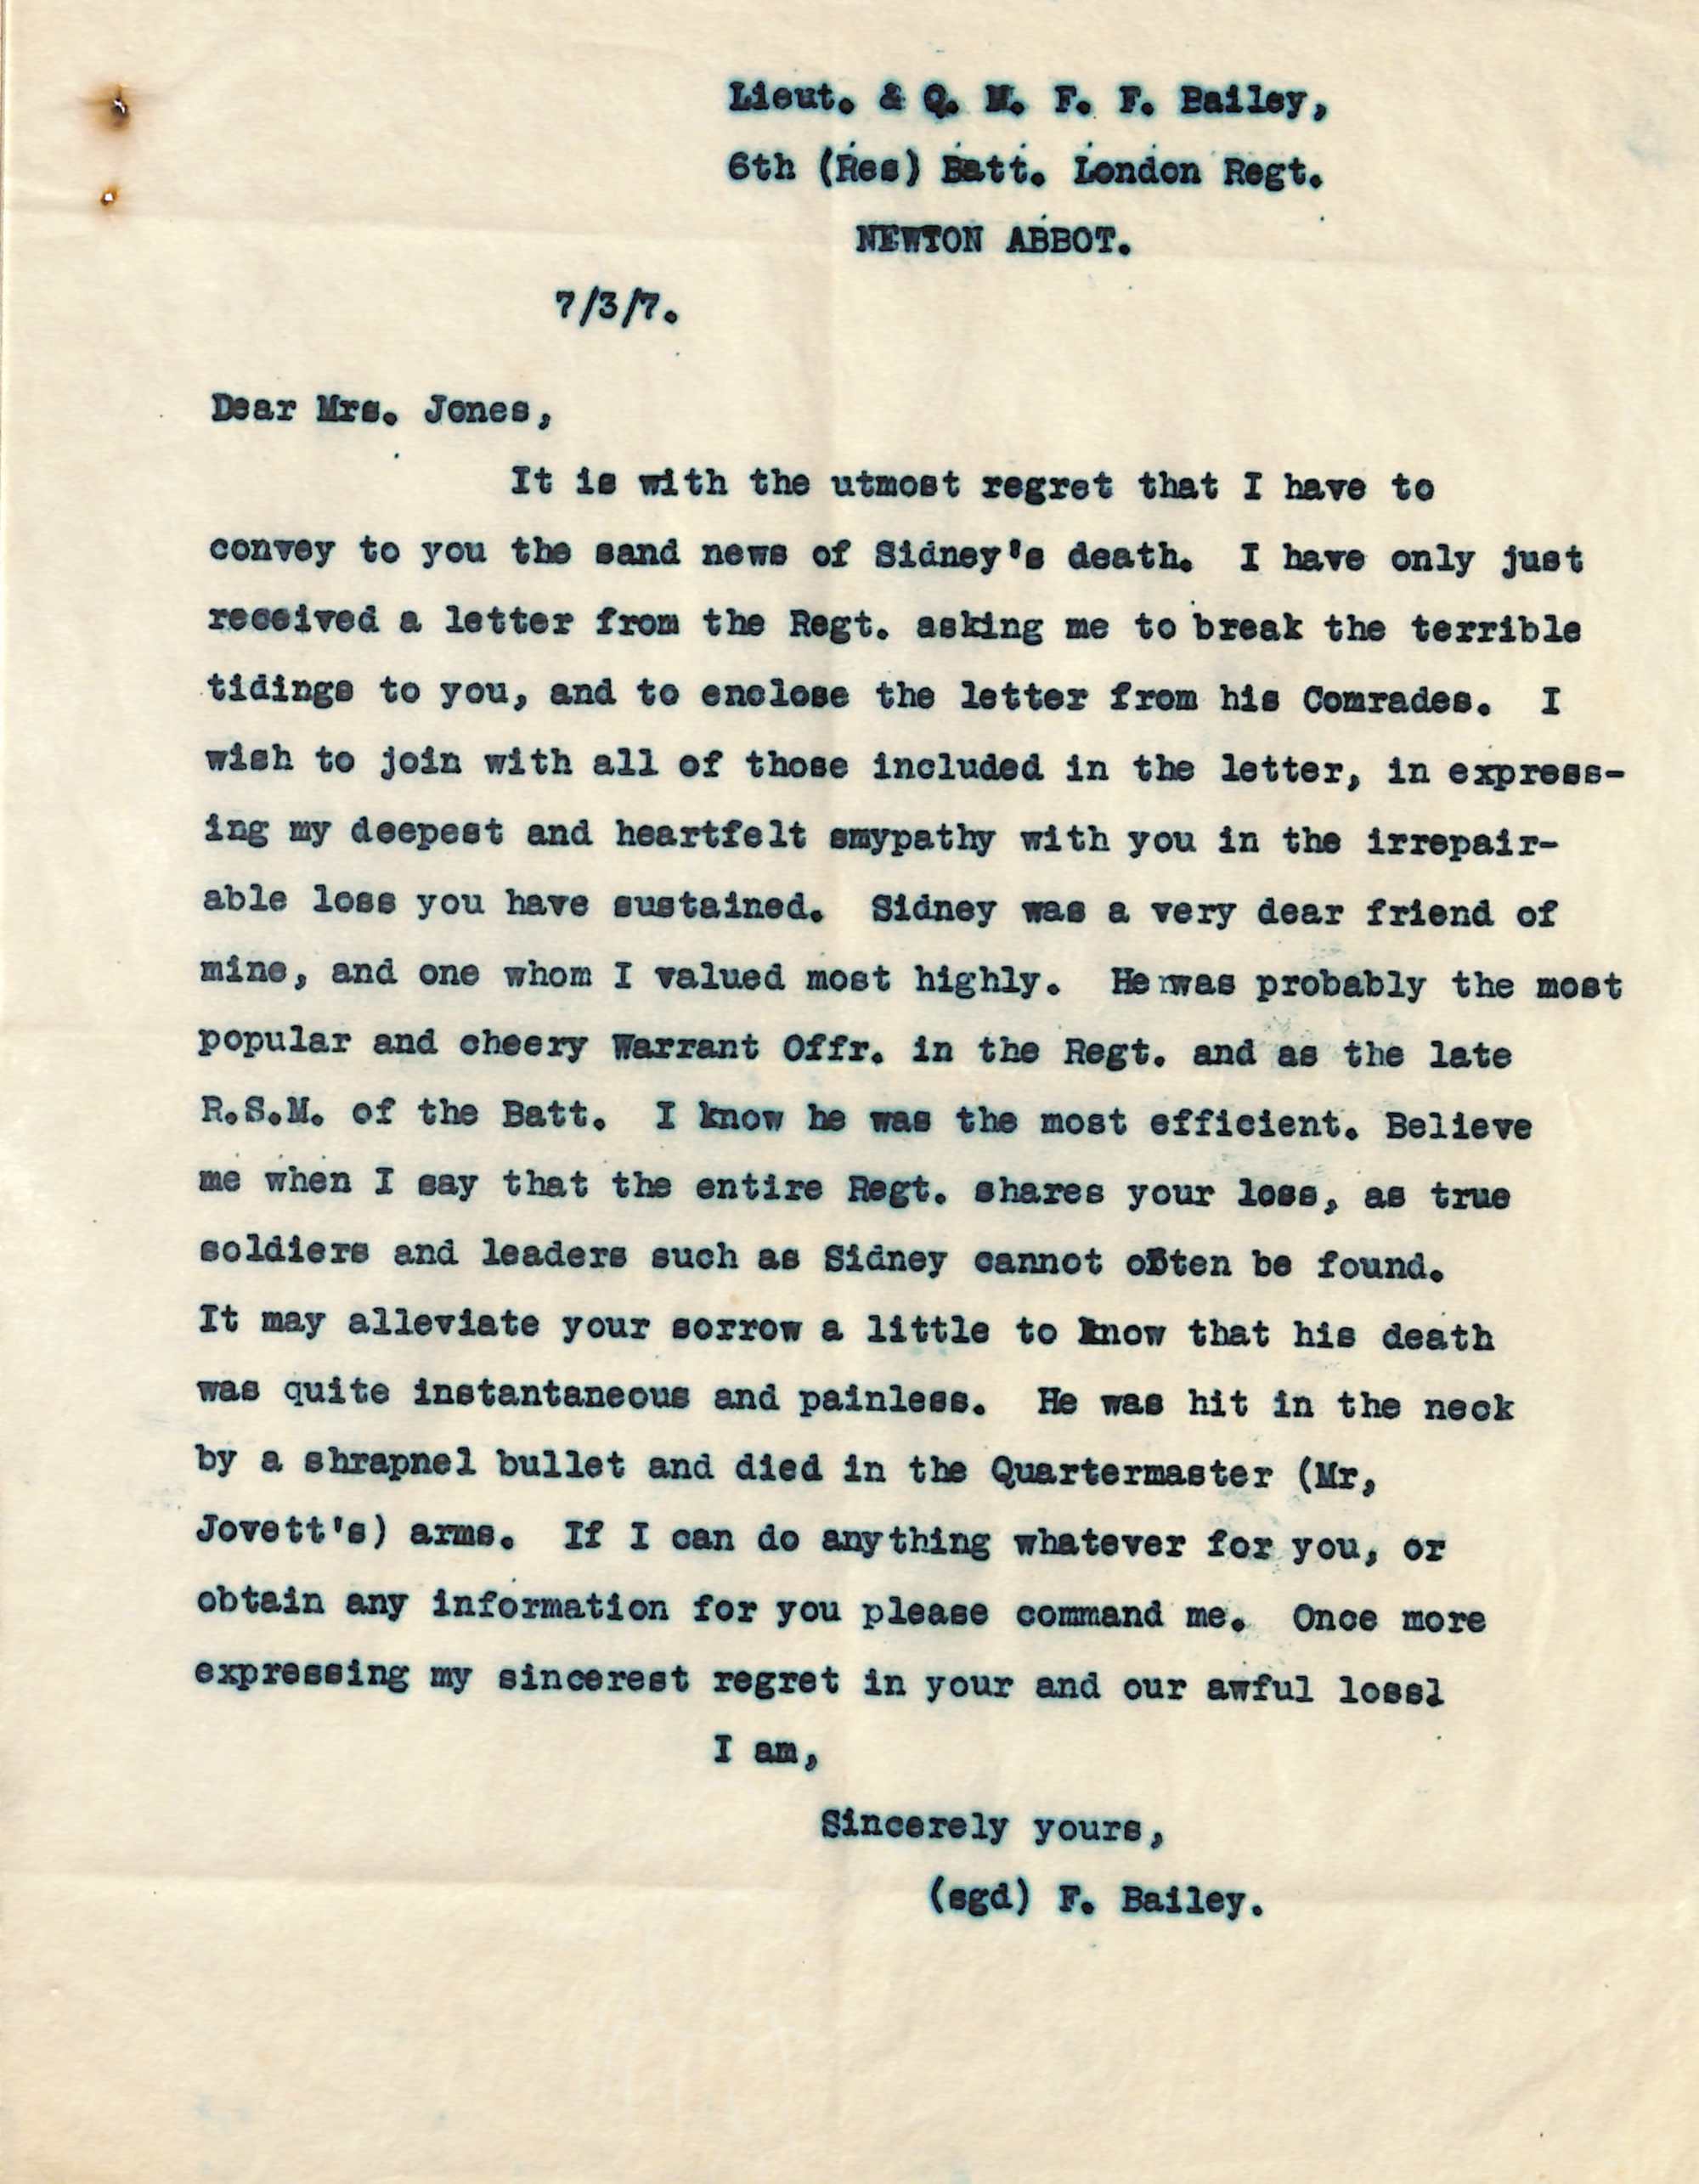 Lieut. & Q. M. F. F. Bailey,
6th (Res) Batt. London Regt.
NEWTON ABBOT.
7/3/7.
Dear Mrs. Jones,
It is with the utmost regret that I have to
convey to you the sand news of Sidney's death. I have only just
received a letter from the Regt. asking me to break the terrible
tidings to you, and to enclose the letter from his Comrades. I
wish to join with all of those included in the letter, in express-
ing my deepest and heartfelt smypathy with you in the irrepair-
able loss you have sustained. Sidney was a very dear friend of
mine, and one whom I valued most highly. He was probably the most
popular and cheery Warrant Offr. in the Regt. and as the late
R.S.M. of the Batt. I know he was the most efficient. Believe
me when I say that the entire Regt. shares your loss, as true
soldiers and leaders such as Sidney cannot often be found.
It may alleviate your sorrow a little to know that his death
was quite instantaneous and painless. He was hit in the neck
by a shrapnel bullet and died in the Quartermaster (Mr,
Jovett's) arms. If I can do anything whatever for you, or
obtain any information for you please command me. Once more
expressing my sincerest regret in your and our awful lossl
I am,
Sincerely yours,
(sgd) F. Bailey.